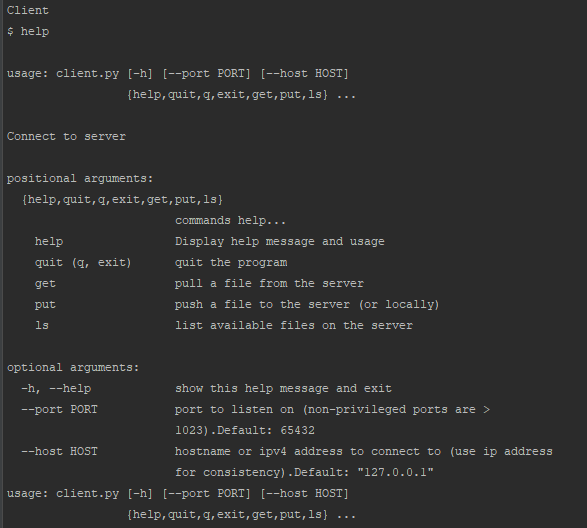 Client
$ help
usage: client.py [-h] [--port PORT] [--host HOST]
{help,quit,q,exit,get,put,ls} ...
Connect to server
positional arguments:
{help,quit,q,exit,get,put,ls}
commands help...
help Display help message and usage
quit (q, exit) quit the program
get pull a file from the server
put push a file to the server (or locally)
ls list available files on the server
optional arguments:
-h, --help show this help message and exit
--port PORT port to listen on (non-privileged ports are >
1023).Default: 65432
--host HOST hostname or ipv4 address to connect to (use ip address
for consistency).Default: "127.0.0.1"
usage: client.py [-h] [--port PORT] [--host HOST]
{help,quit,q,exit,get,put,ls} ...